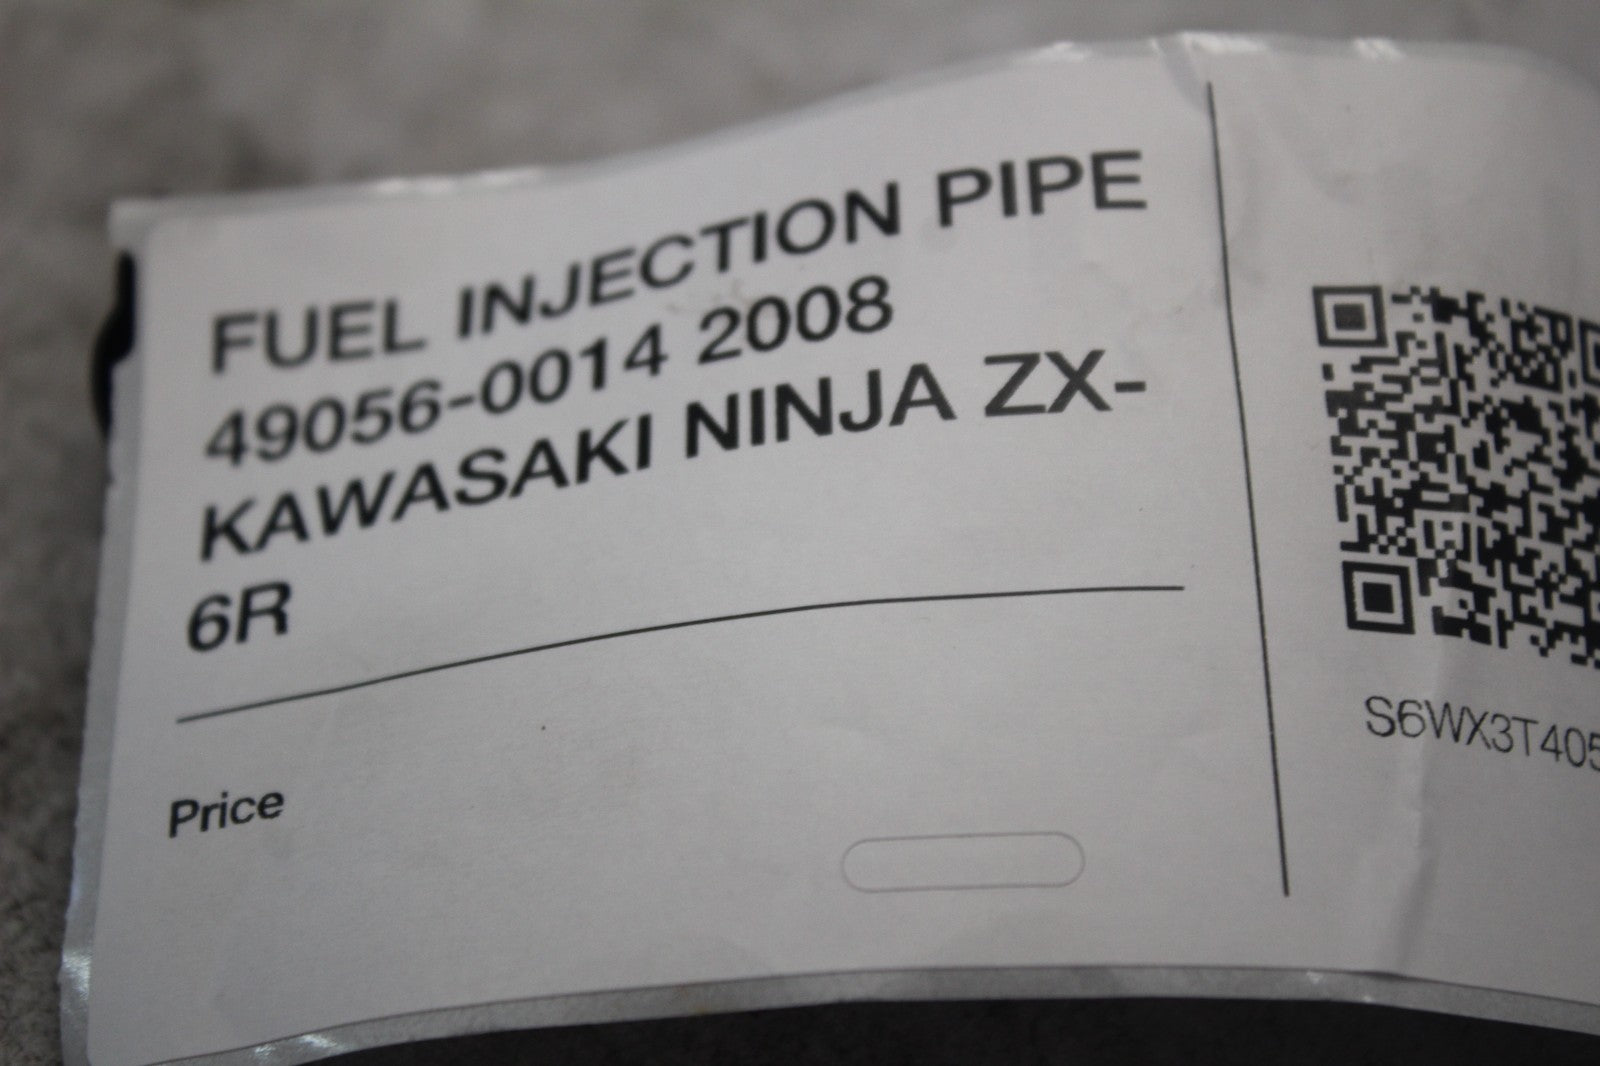 FUEL INJECTION PIPE
49056-0014 2008
KAWASAKI NINJA ZX-
6R
Price
S6WX3T405